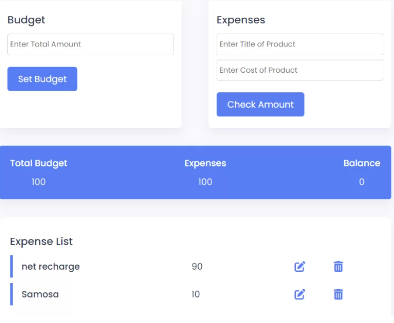 Budget
Enter Total Amount
Set Budget
Expenses
Enter Title of Product
Enter Cost of Product
Check Amount
Total Budget Expenses Balance
100 100 0
Expense List
net recharge 90
Samosa 10